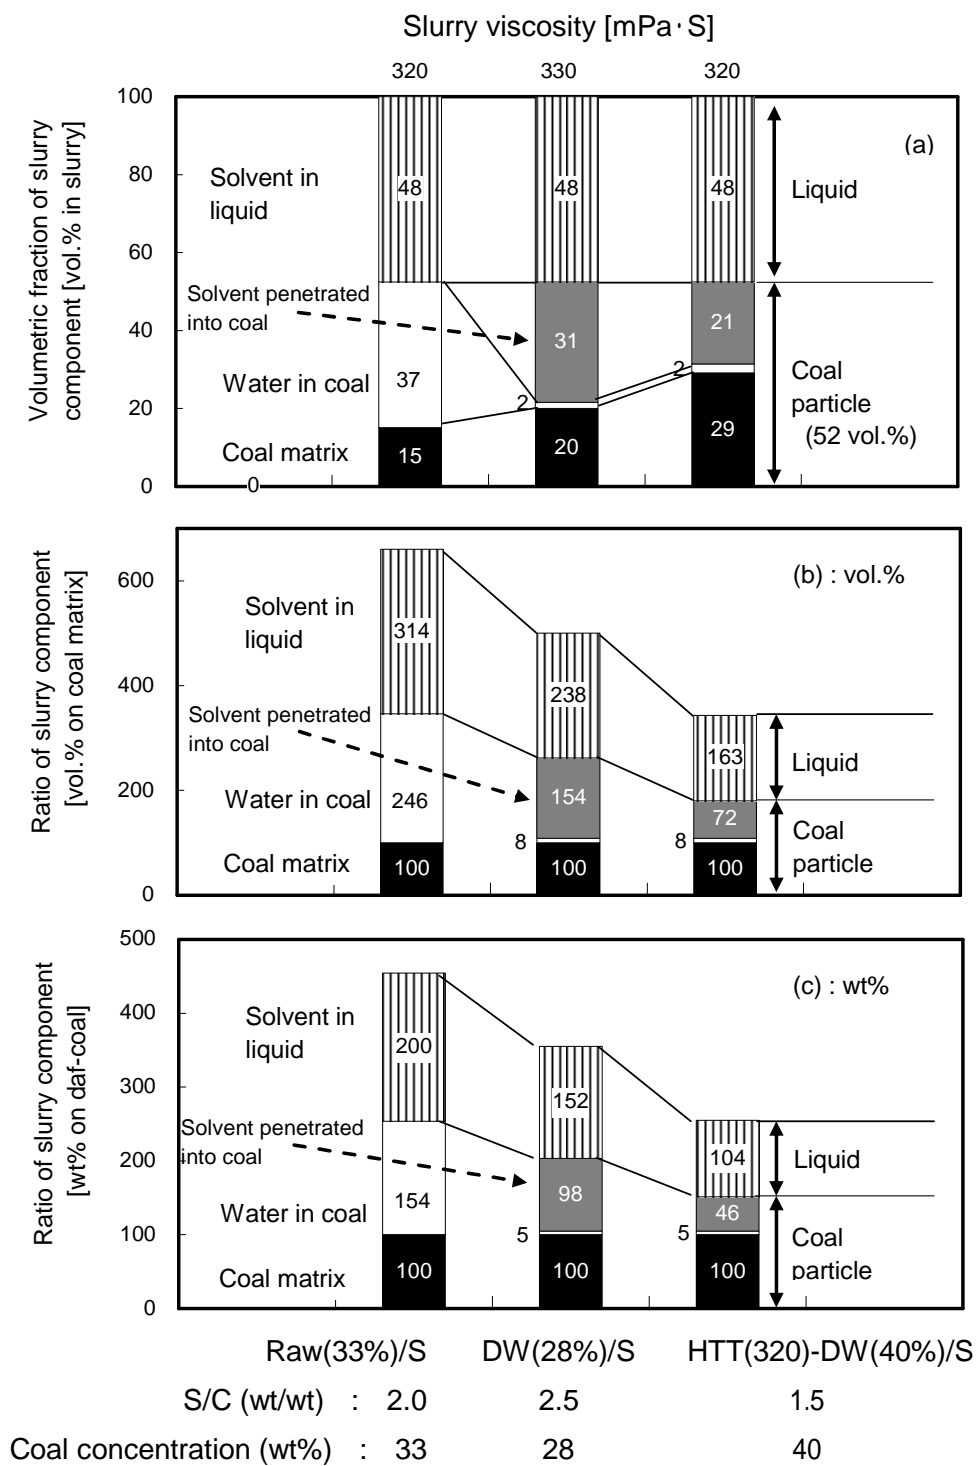 Slurry viscosity [mPa·S]
320 330 320
Volumetric fraction of slurry
component [vol.% in slurry]
100
80
60
40
20
0
0
(a)
Solvent in
liquid
48
48
48
Liquid
Solvent penetrated
into coal
31
21
Water in coal
37
2
2
Coal
particle
(52 vol.%)
Coal matrix
15
20
29
Ratio of slurry component
[vol.% on coal matrix]
600
400
200
0
(b) : vol.%
Solvent in
liquid
314
238
163
Liquid
Solvent penetrated
into coal
154
72
Water in coal
246
8
8
Coal
particle
Coal matrix
100
100
100
Ratio of slurry component
[wt% on daf-coal]
500
400
300
200
100
0
(c) : wt%
Solvent in
liquid
200
152
104
Liquid
Solvent penetrated
into coal
98
46
Water in coal
154
5
5
Coal
particle
Coal matrix
100
100
100
Raw(33%)/S DW(28%)/S HTT(320)-DW(40%)/S
S/C (wt/wt) : 2.0 2.5 1.5
Coal concentration (wt%) : 33 28 40